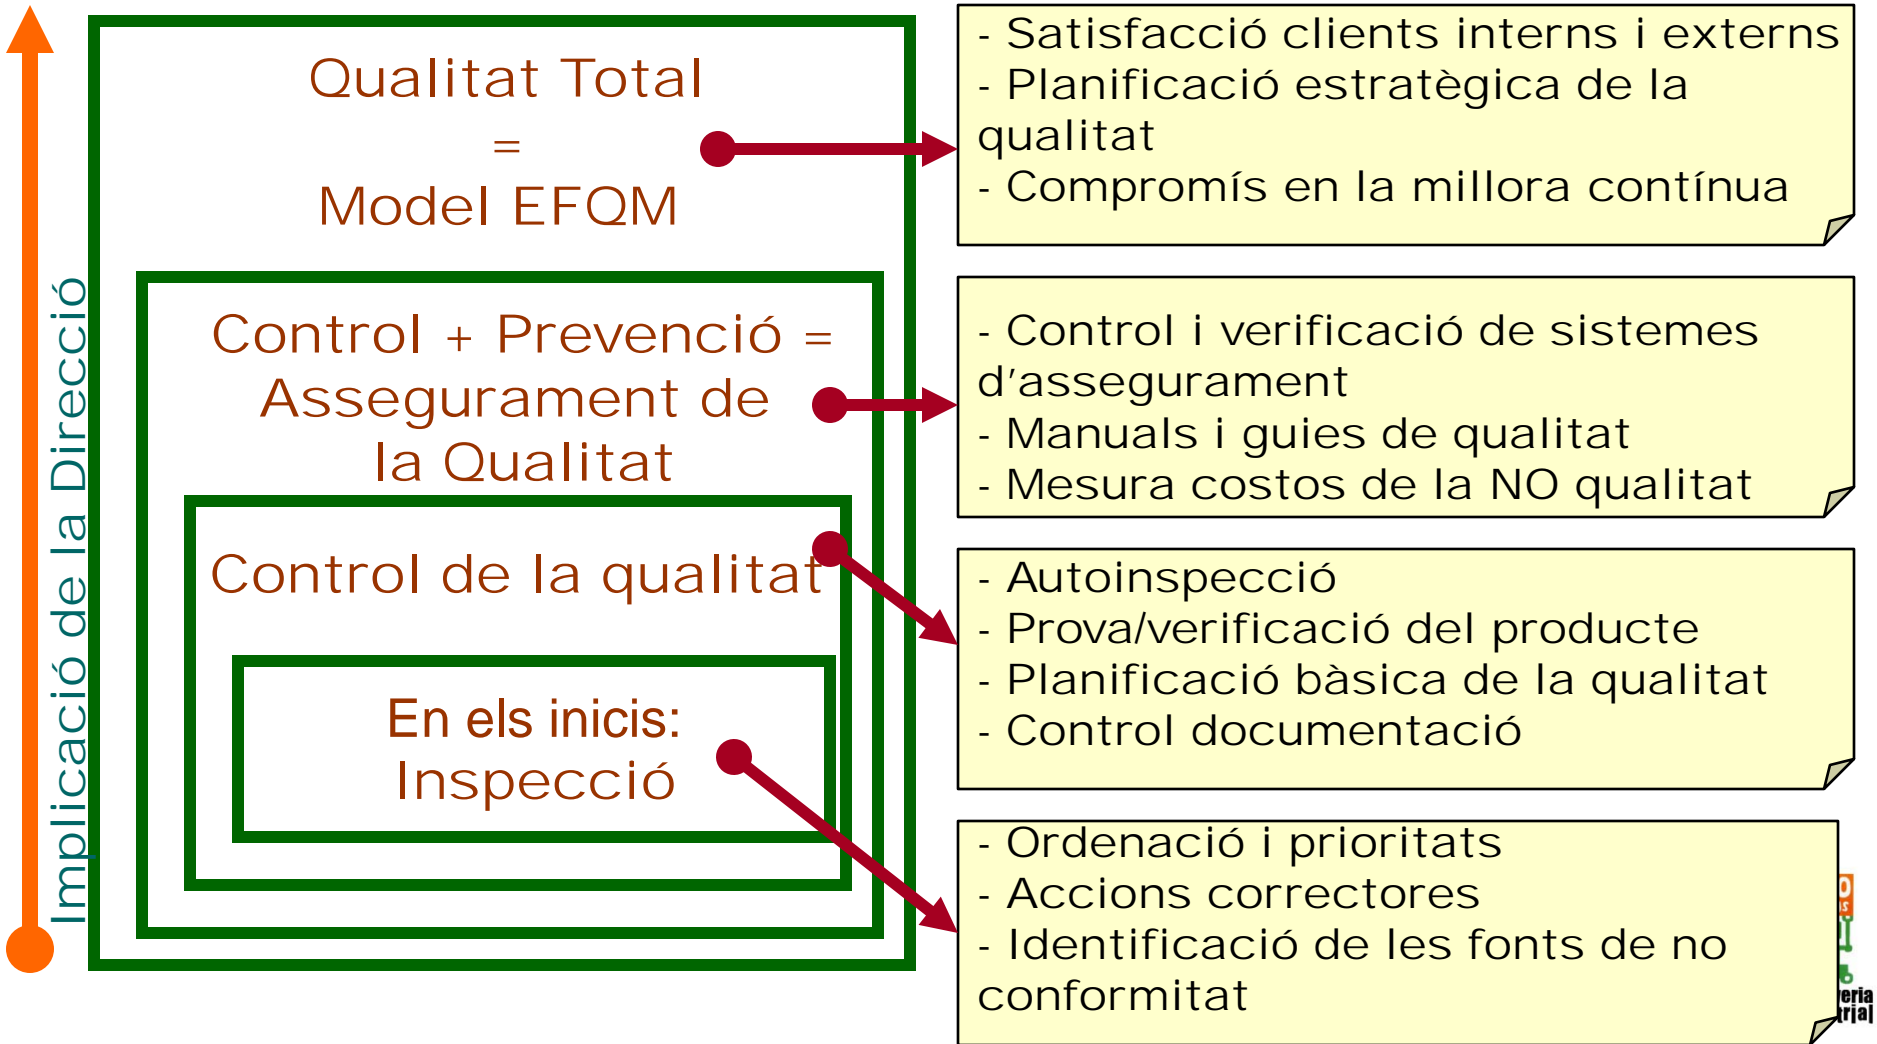 Implicació de la Direcció
Qualitat Total
=
Model EFQM
- Satisfacció clients interns i externs
- Planificació estratègica de la
qualitat
- Compromís en la millora contínua
Control + Prevenció =
Assegurament de
la Qualitat
- Control i verificació de sistemes
d'assegurament
- Manuals i guies de qualitat
- Mesura costos de la NO qualitat
Control de la qualitat
- Autoinspecció
- Prova/verificació del producte
- Planificació bàsica de la qualitat
- Control documentació
En els inicis:
Inspecció
- Ordenació i prioritats
- Accions correctores
- Identificació de les fonts de no
conformitat